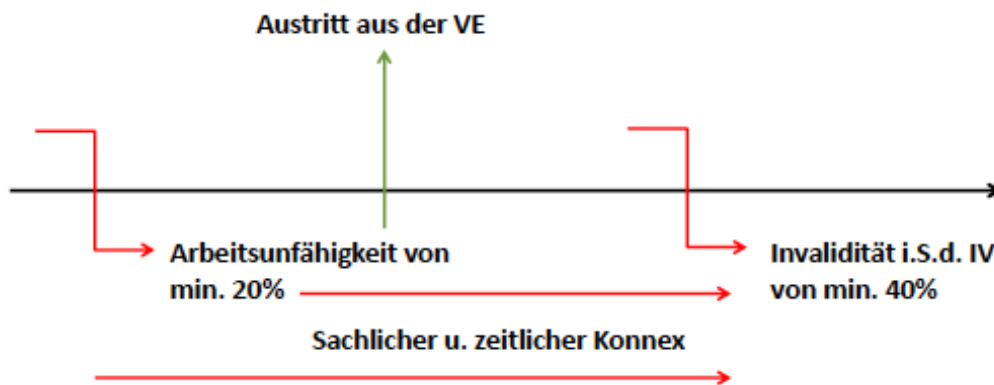 Austritt aus der VE
Arbeitsunfähigkeit von
min. 20%
Invalidität i.S.d. IV
von min. 40%
Sachlicher u. zeitlicher Konnex